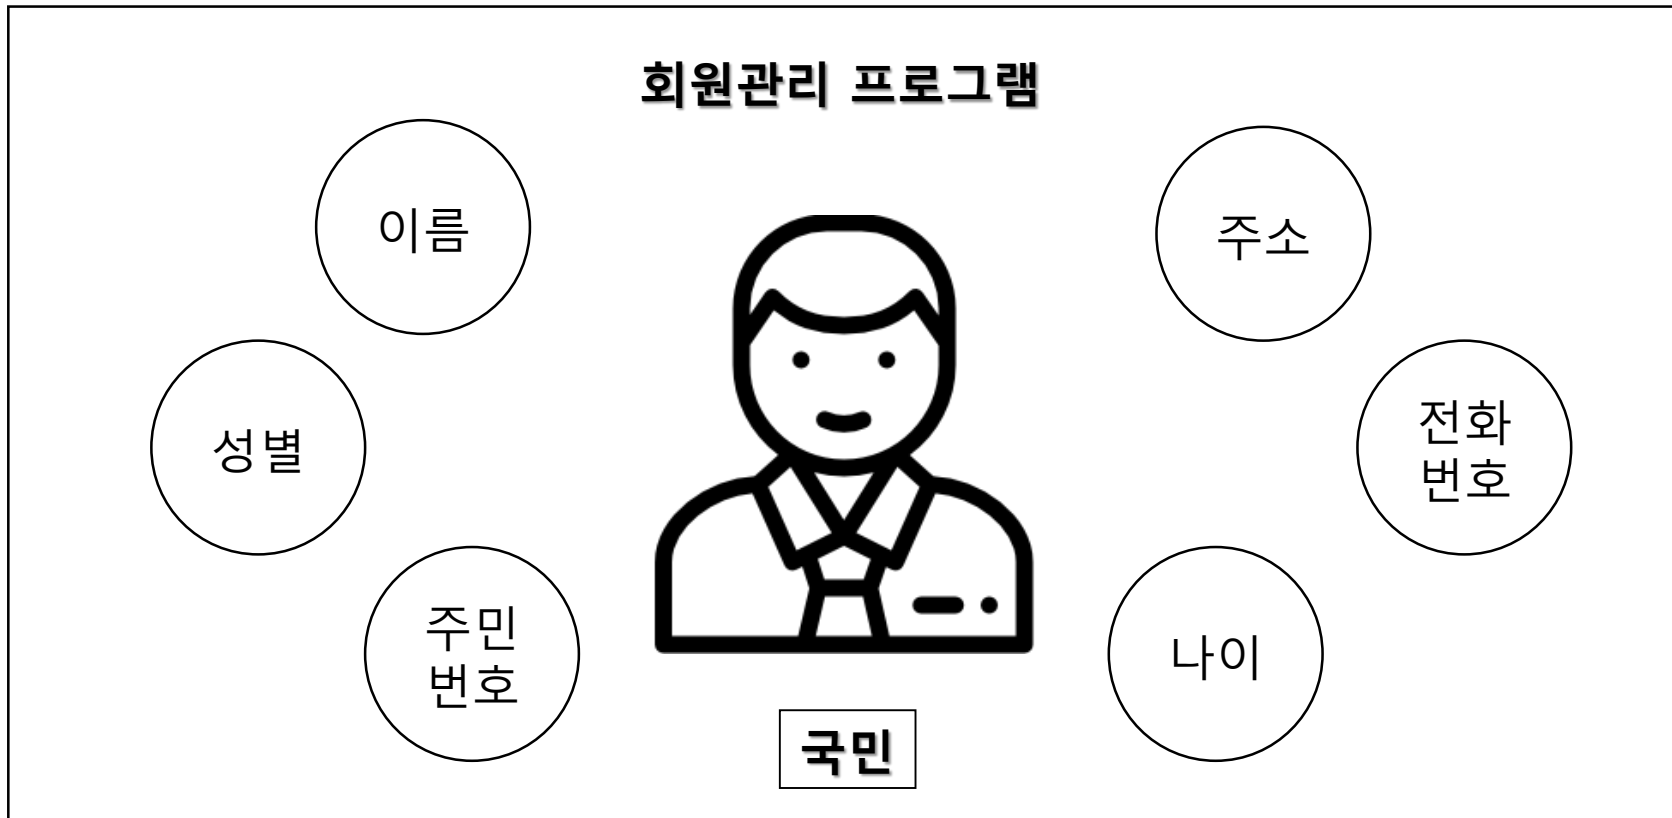 회원관리 프로그램
이름
주소
성별
전화
번호
주민
번호
나이
국민